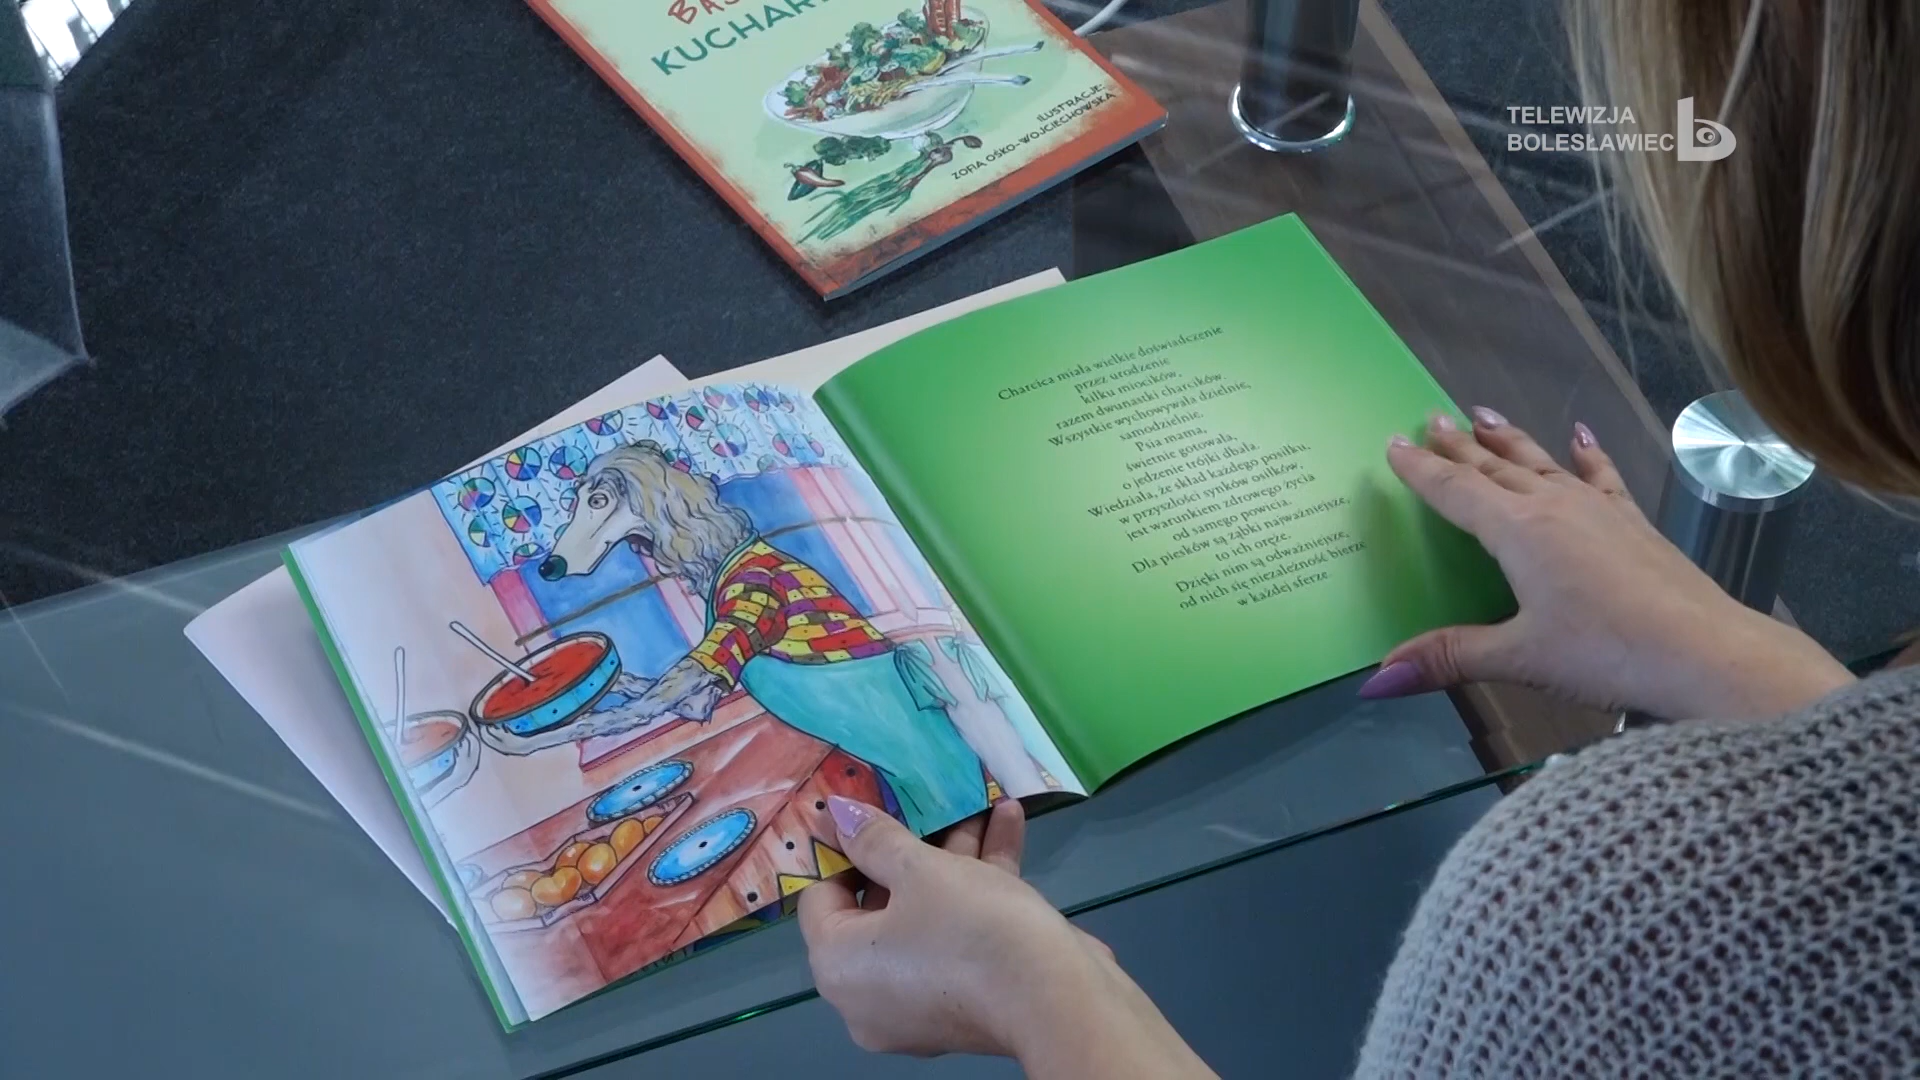 KUCHAR
ILUSTRACJE:
ZOFIA OŚKO-WOJCIECHOWSKA
TELEWIZJA
BOLESŁAWIEC
Charcica miała wielkie doświadczenie
przez urodzenie
kilku miocików,
razem dwunastki charcików.
Wszystkie wychowywała dzielnie,
samodzielnie.
Psia mama,
świetnie gotowała,
o jedzenie trójki dbała.
Wiedziała, że skład każdego posiłku,
w przyszłości synków osiłków,
jest warunkiem zdrowego życia
od samego powicia.
Dla piesków są ząbki najważniejsze,
to ich oręże.
Dzięki nim są odważniejsze,
od nich się niezależność bierze
w każdej sferze.